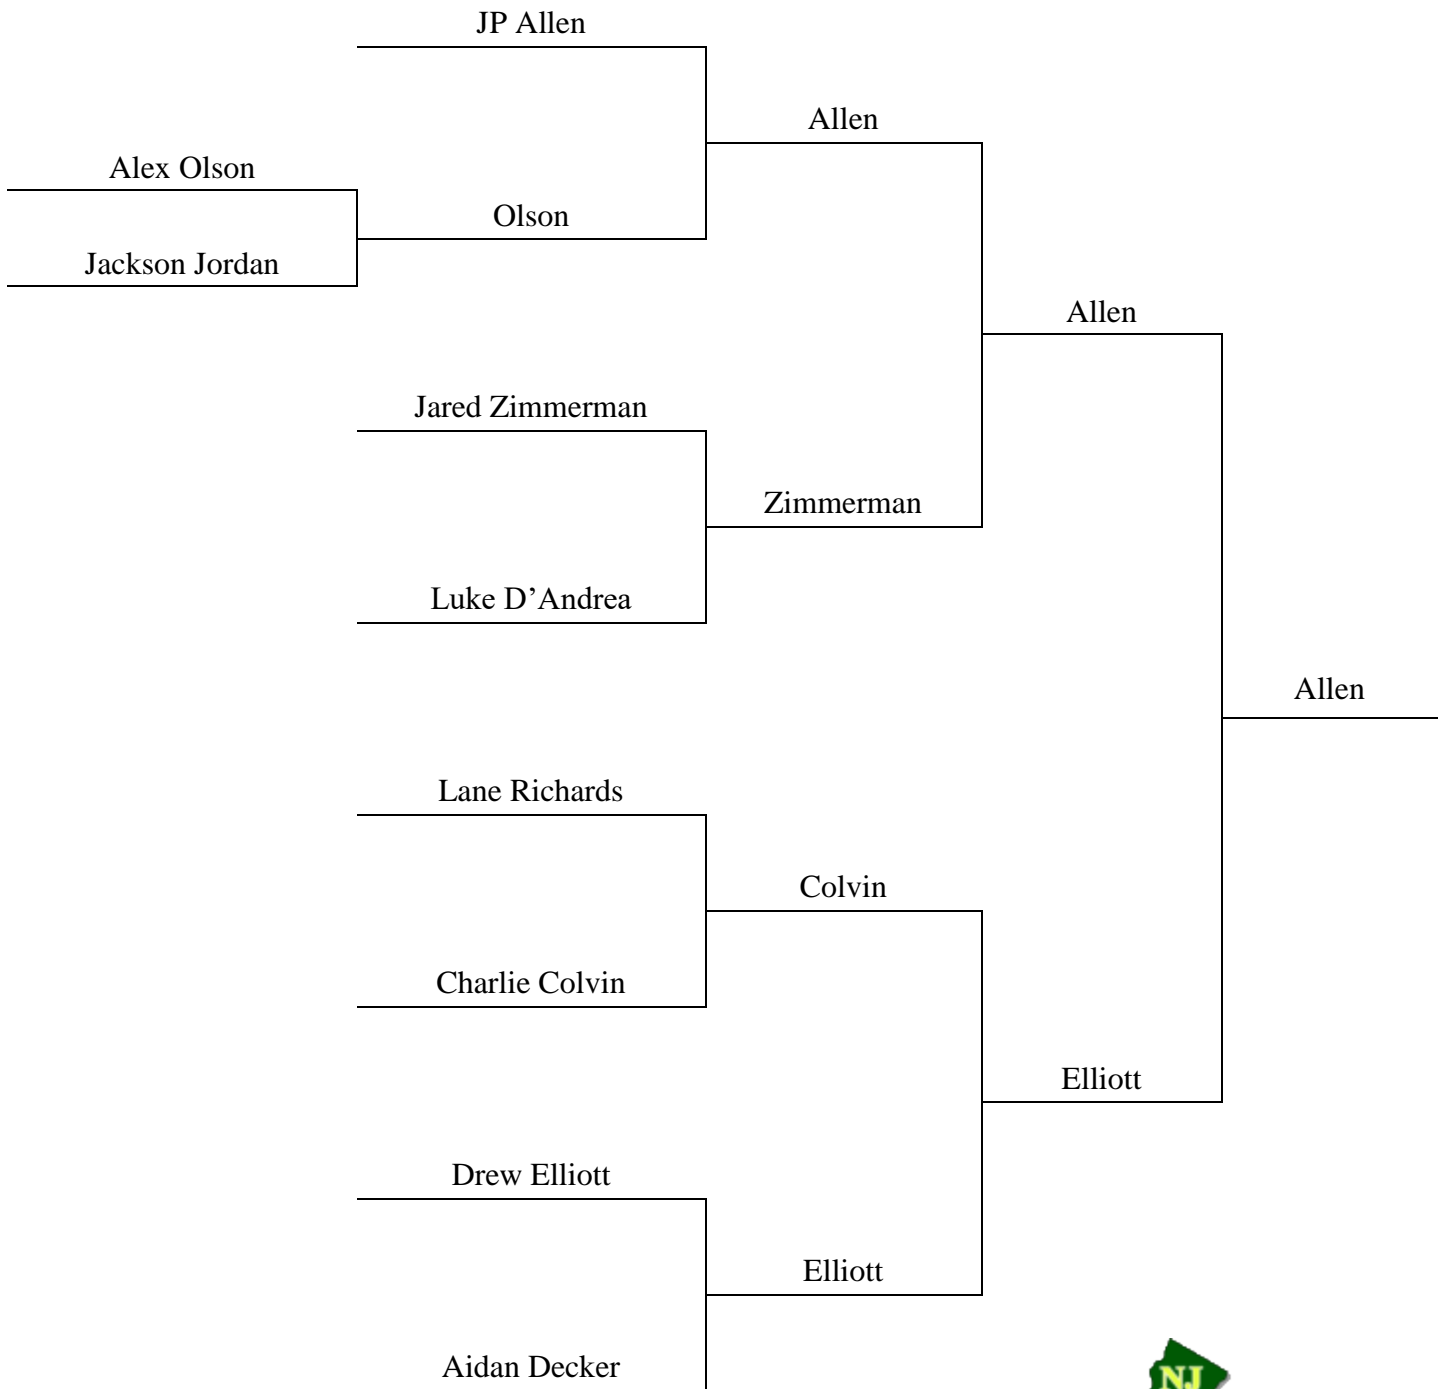 JP Allen
Allen
Alex Olson
Olson
Jackson Jordan
Allen
Jared Zimmerman
Zimmerman
Luke D’Andrea
Allen
Lane Richards
Colvin
Charlie Colvin
Elliott
Drew Elliott
Elliott
Aidan Decker
NJ